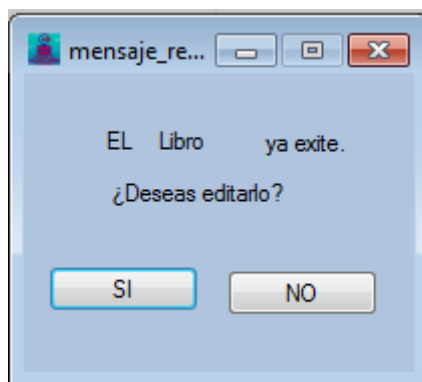 mensaje_re...
EL Libro ya exite.
¿Deseas editarlo?
SI NO